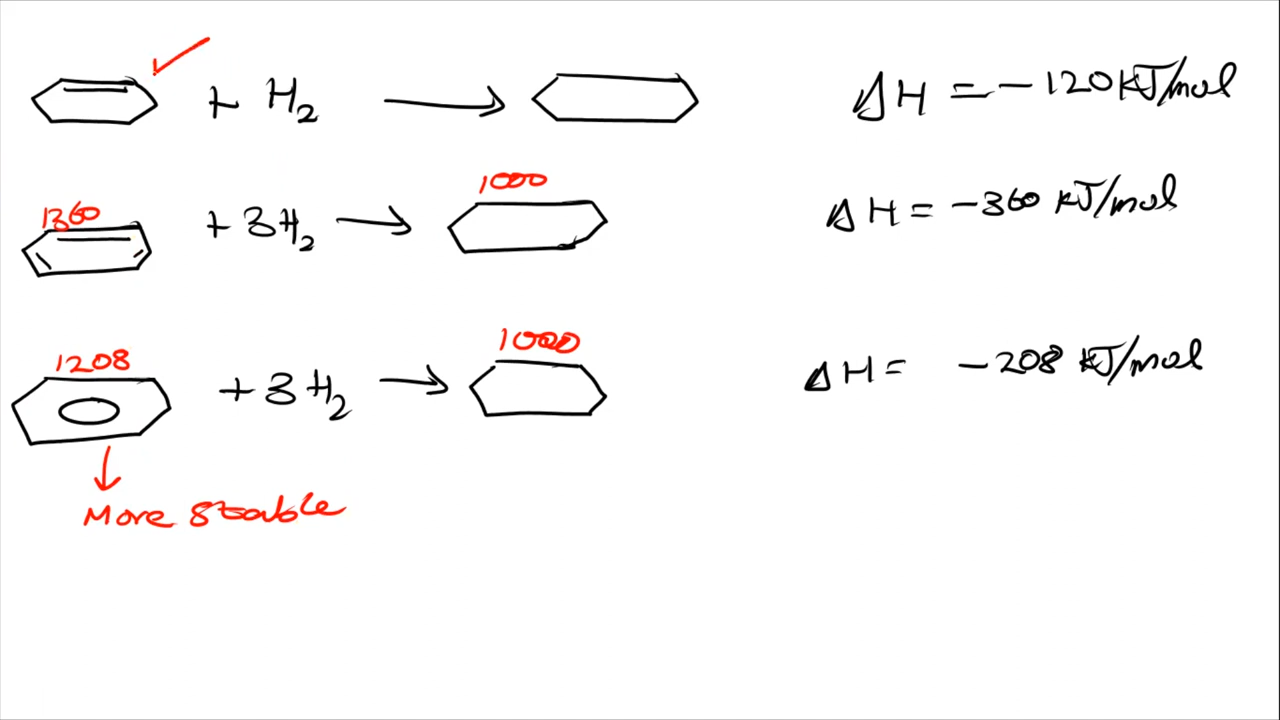 + H2 → ΔH = -120 kJ/mol
1360 + 3H2 → 1000 ΔH = -360 kJ/mol
1208 + 3H2 → 1000 ΔH = -208 kJ/mol
More stable